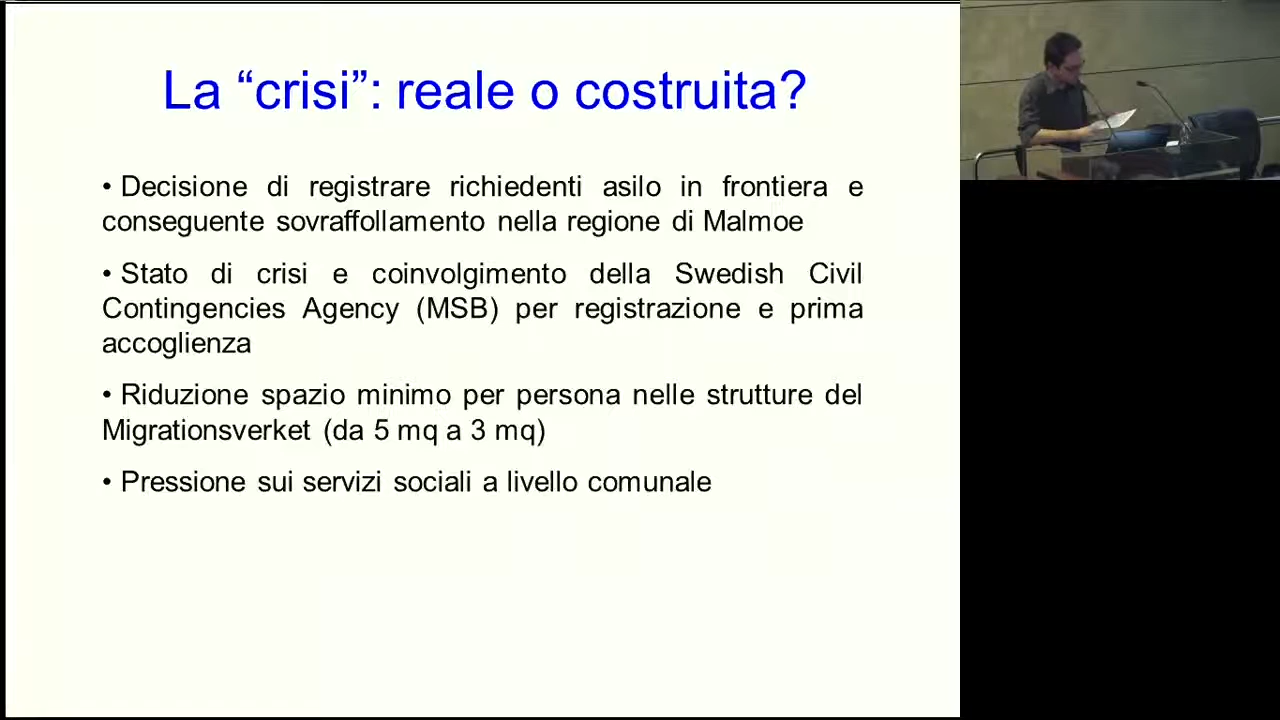 La “crisi”: reale o costruita?
• Decisione di registrare richiedenti asilo in frontiera e
conseguente sovraffollamento nella regione di Malmoe
• Stato di crisi e coinvolgimento della Swedish Civil
Contingencies Agency (MSB) per registrazione e prima
accoglienza
• Riduzione spazio minimo per persona nelle strutture del
Migrationsverket (da 5 mq a 3 mq)
• Pressione sui servizi sociali a livello comunale